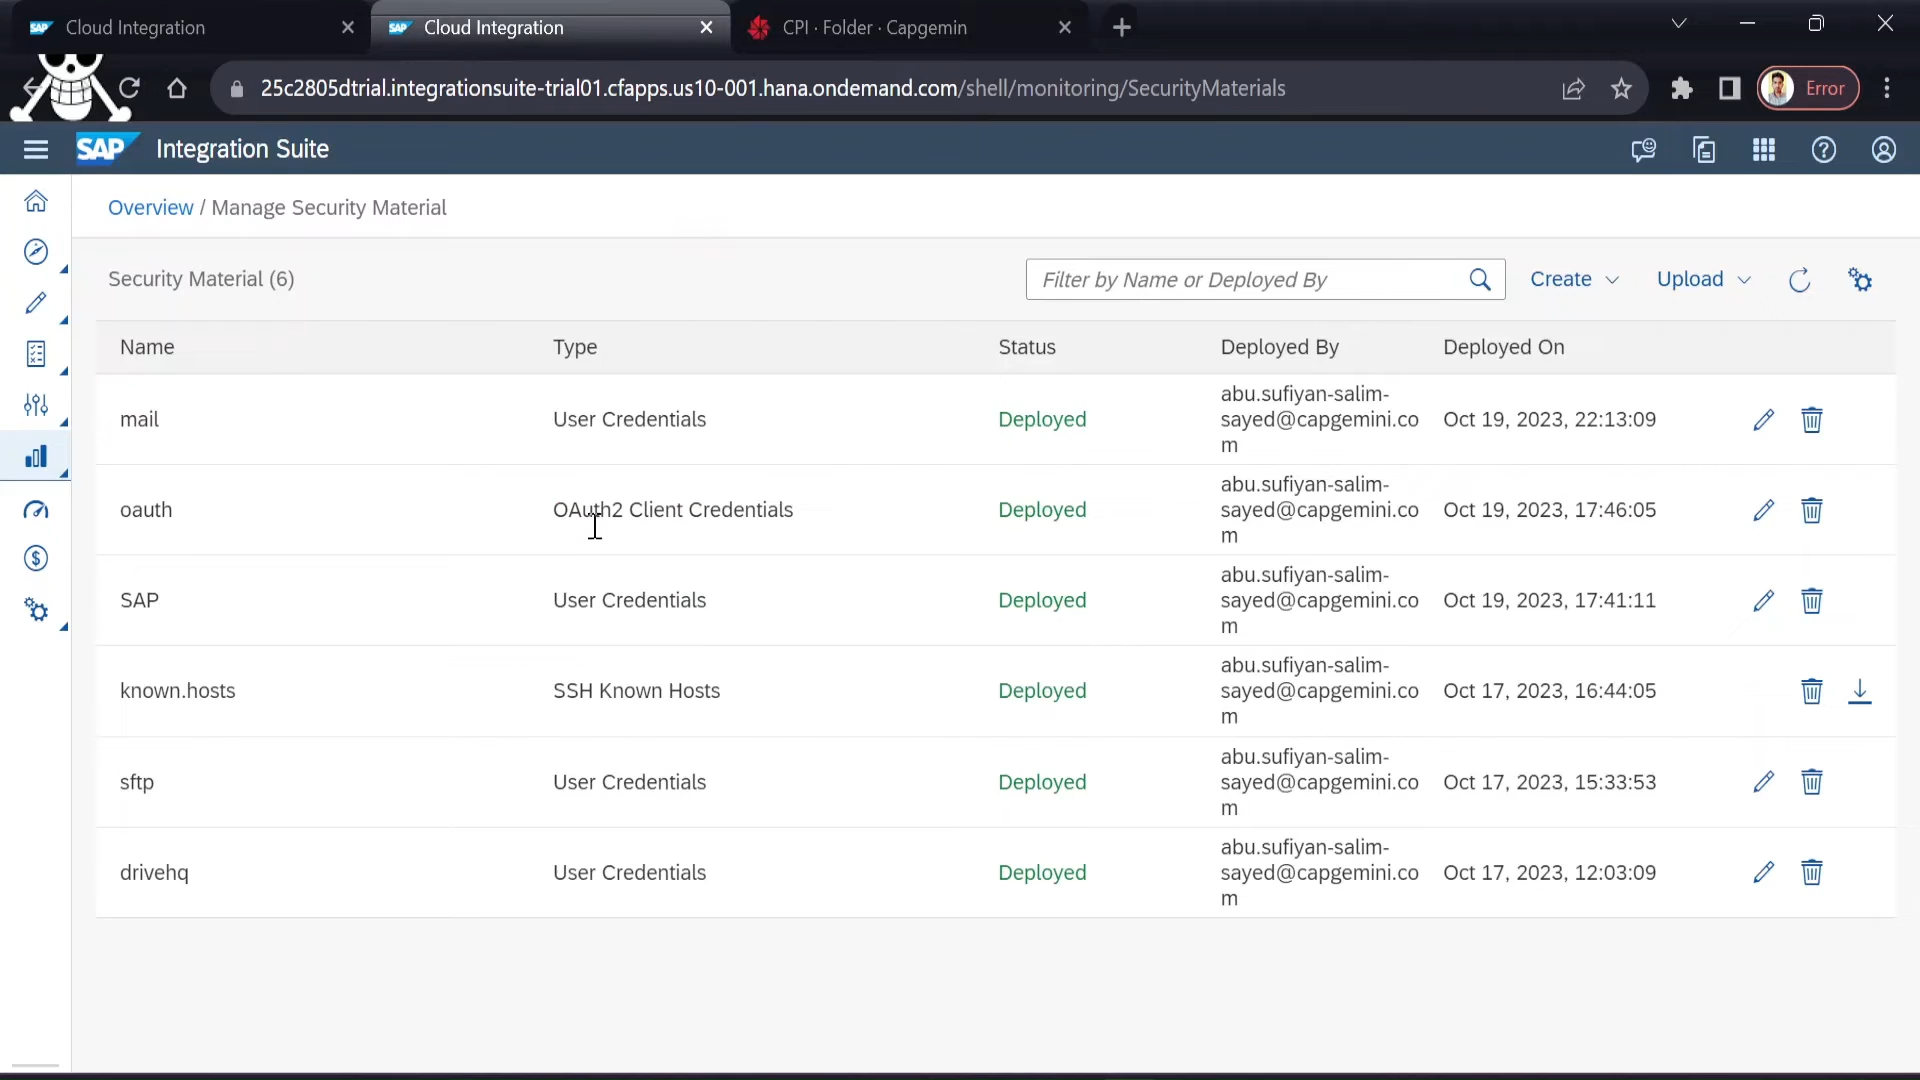 Cloud Integration
Cloud Integration
CPI · Folder · Capgemin
25c2805dtrial.integrationsuite-trial01.cfapps.us10-001.hana.ondemand.com/shell/monitoring/SecurityMaterials
Error
SAP Integration Suite
Overview / Manage Security Material
Security Material (6)
Filter by Name or Deployed By
Create
Upload
Name Type Status Deployed By Deployed On
mail User Credentials Deployed abu.sufiyan-salim-
sayed@capgemini.co
m Oct 19, 2023, 22:13:09
oauth OAuth2 Client Credentials Deployed abu.sufiyan-salim-
sayed@capgemini.co
m Oct 19, 2023, 17:46:05
SAP User Credentials Deployed abu.sufiyan-salim-
sayed@capgemini.co
m Oct 19, 2023, 17:41:11
known.hosts SSH Known Hosts Deployed abu.sufiyan-salim-
sayed@capgemini.co
m Oct 17, 2023, 16:44:05
sftp User Credentials Deployed abu.sufiyan-salim-
sayed@capgemini.co
m Oct 17, 2023, 15:33:53
drivehq User Credentials Deployed abu.sufiyan-salim-
sayed@capgemini.co
m Oct 17, 2023, 12:03:09